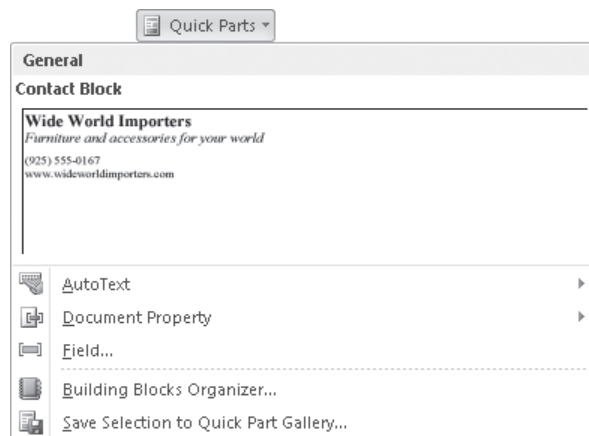 Quick Parts
General
Contact Block
Wide World Importers
Furniture and accessories for your world
(925) 555-0167
www.wideworldimporters.com
AutoText
Document Property
Field...
Building Blocks Organizer...
Save Selection to Quick Part Gallery...